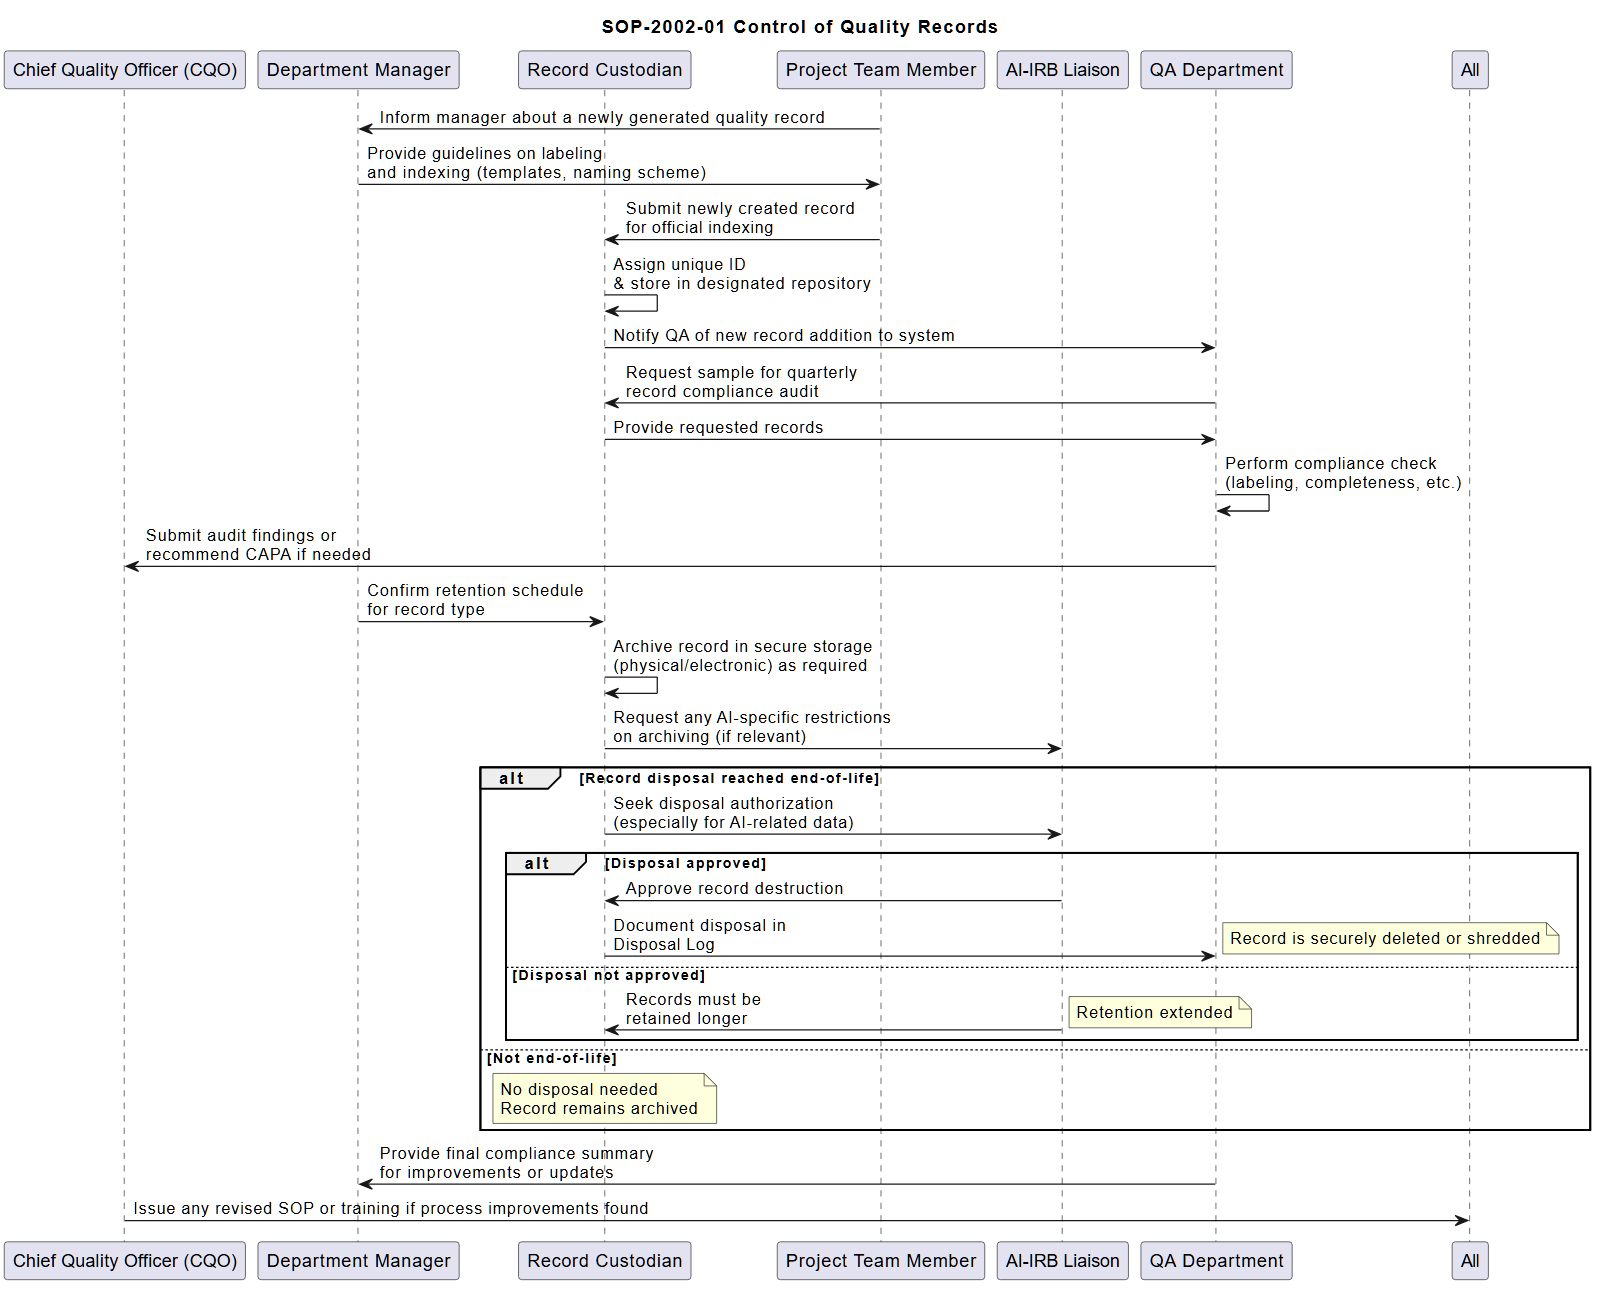 SOP-2002-01 Control of Quality Records
Chief Quality Officer (CQO)
Department Manager
Record Custodian
Project Team Member
AI-IRB Liaison
QA Department
All
Inform manager about a newly generated quality record
Provide guidelines on labeling
and indexing (templates, naming scheme)
Submit newly created record
for official indexing
Assign unique ID
& store in designated repository
Notify QA of new record addition to system
Request sample for quarterly
record compliance audit
Provide requested records
Perform compliance check
(labeling, completeness, etc.)
Submit audit findings or
recommend CAPA if needed
Confirm retention schedule
for record type
Archive record in secure storage
(physical/electronic) as required
Request any AI-specific restrictions
on archiving (if relevant)
alt
[Record disposal reached end-of-life]
Seek disposal authorization
(especially for AI-related data)
alt
[Disposal approved]
Approve record destruction
Document disposal in
Disposal Log
Record is securely deleted or shredded
[Disposal not approved]
Records must be
retained longer
Retention extended
[Not end-of-life]
No disposal needed
Record remains archived
Provide final compliance summary
for improvements or updates
Issue any revised SOP or training if process improvements found
Chief Quality Officer (CQO)
Department Manager
Record Custodian
Project Team Member
AI-IRB Liaison
QA Department
All